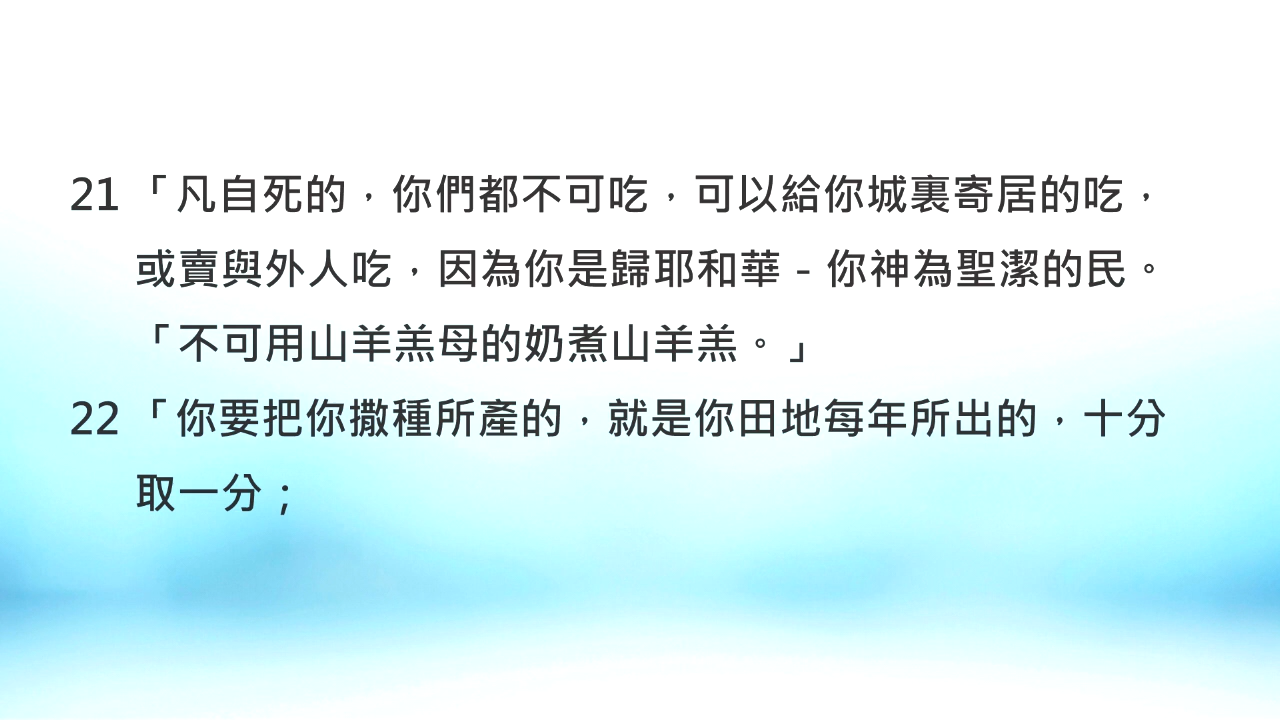 21「凡自死的，你們都不可吃，可以給你城裏寄居的吃，
或賣與外人吃，因為你是歸耶和華－你神為聖潔的民。
「不可用山羊羔母的奶煮山羊羔。」
22「你要把你撒種所產的，就是你田地每年所出的，十分
取一分；